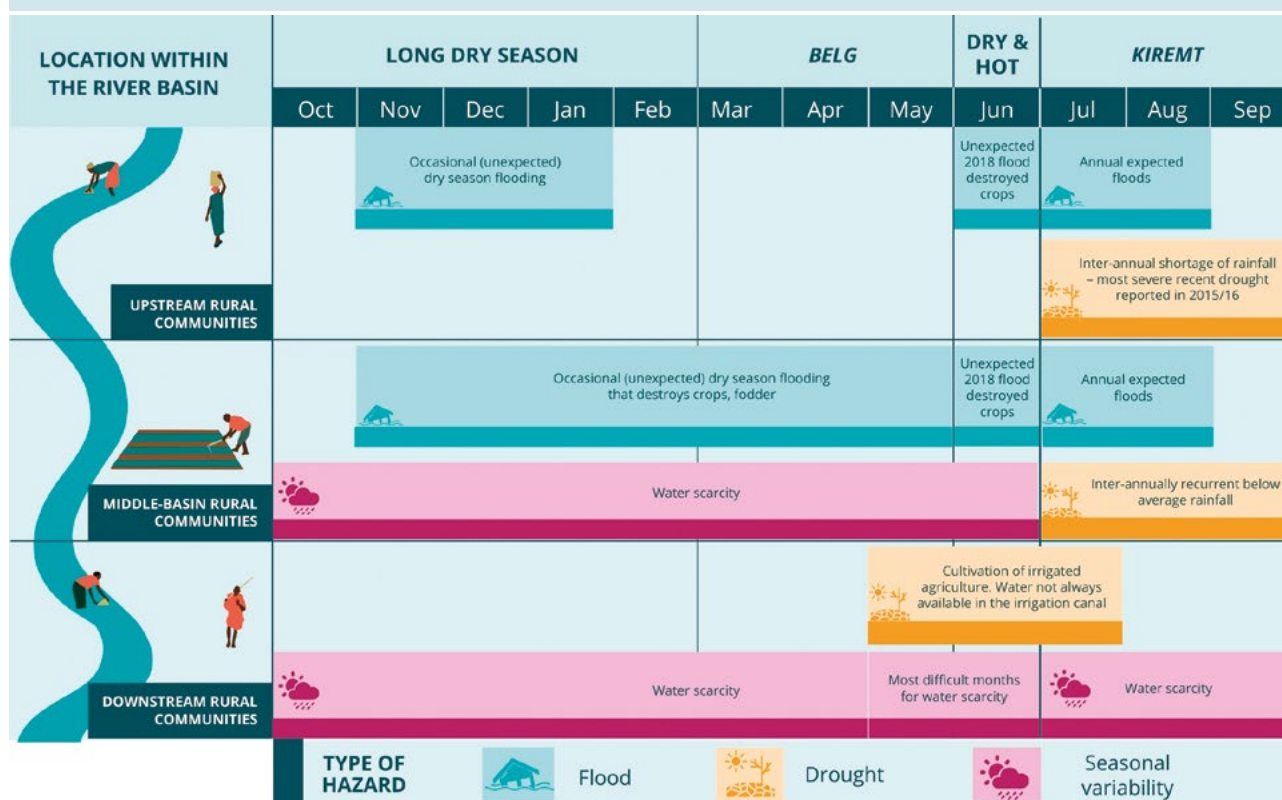 LOCATION WITHIN
THE RIVER BASIN
LONG DRY SEASON
BELG
DRY &
HOT
KIREMT
Oct
Nov
Dec
Jan
Feb
Mar
Apr
May
Jun
Jul
Aug
Sep
UPSTREAM RURAL
COMMUNITIES
Occasional (unexpected)
dry season flooding
Unexpected
2018 flood
destroyed
crops
Annual expected
floods
Inter-annual shortage of rainfall
– most severe recent drought
reported in 2015/16
MIDDLE-BASIN RURAL
COMMUNITIES
Occasional (unexpected) dry season flooding
that destroys crops, fodder
Unexpected
2018 flood
destroyed
crops
Annual expected
floods
Water scarcity
Inter-annually recurrent below
average rainfall
DOWNSTREAM RURAL
COMMUNITIES
Cultivation of irrigated
agriculture. Water not always
available in the irrigation canal
Water scarcity
Most difficult months
for water scarcity
Water scarcity
TYPE OF
HAZARD
Flood
Drought
Seasonal
variability